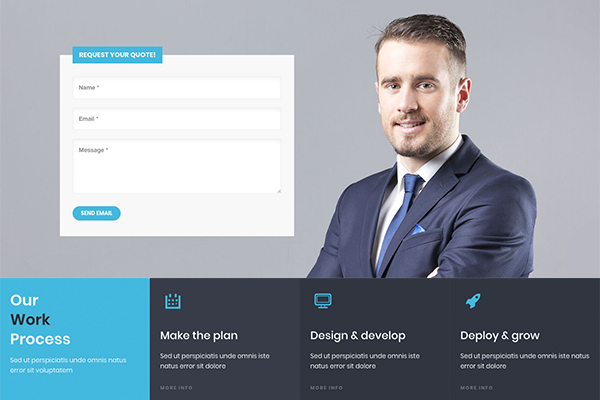 REQUEST YOUR QUOTE!
Name *
Email *
Message *
SEND EMAIL
Our
Work
Process
Sed ut perspiciatis unde omnis natus
error sit voluptatem
Make the plan
Sed ut perspiciatis unde omnis iste
natus error sit dolore
MORE INFO
Design & develop
Sed ut perspiciatis unde omnis iste
natus error sit dolore
MORE INFO
Deploy & grow
Sed ut perspiciatis unde omnis iste
natus error sit dolore
MORE INFO